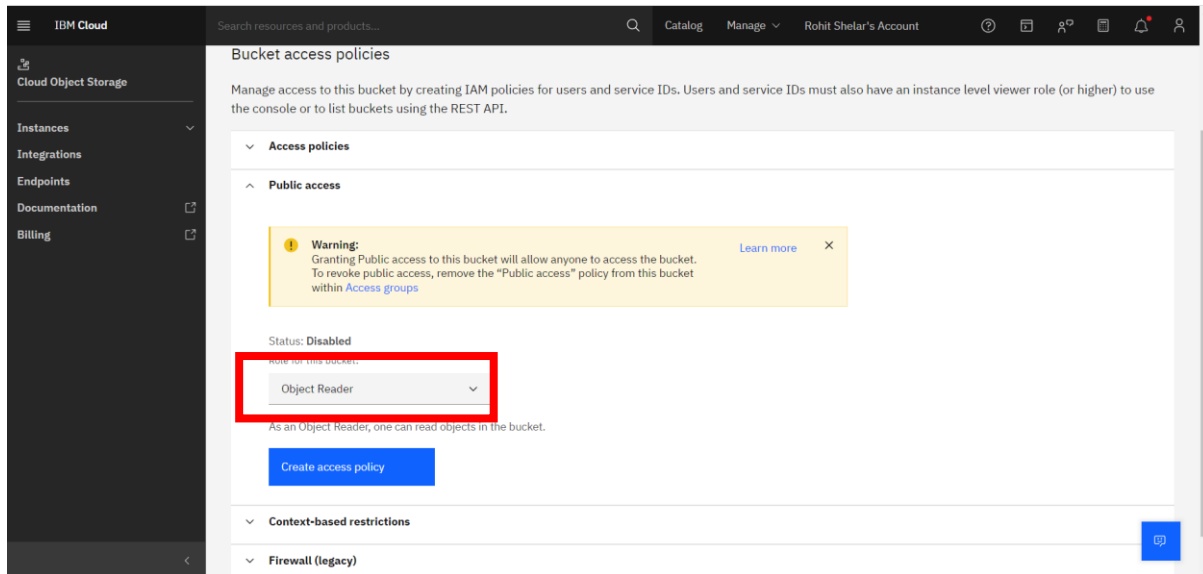 IBM Cloud
Search resources and products...
Catalog
Manage
Rohit Shelar's Account
Cloud Object Storage
Instances
Integrations
Endpoints
Documentation
Billing
Bucket access policies
Manage access to this bucket by creating IAM policies for users and service IDs. Users and service IDs must also have an instance level viewer role (or higher) to use
the console or to list buckets using the REST API.
Access policies
Public access
Warning:
Learn more
Granting Public access to this bucket will allow anyone to access the bucket.
To revoke public access, remove the “Public access” policy from this bucket
within Access groups
Status: Disabled
Role for this bucket:
Object Reader
As an Object Reader, one can read objects in the bucket.
Create access policy
Context-based restrictions
Firewall (legacy)